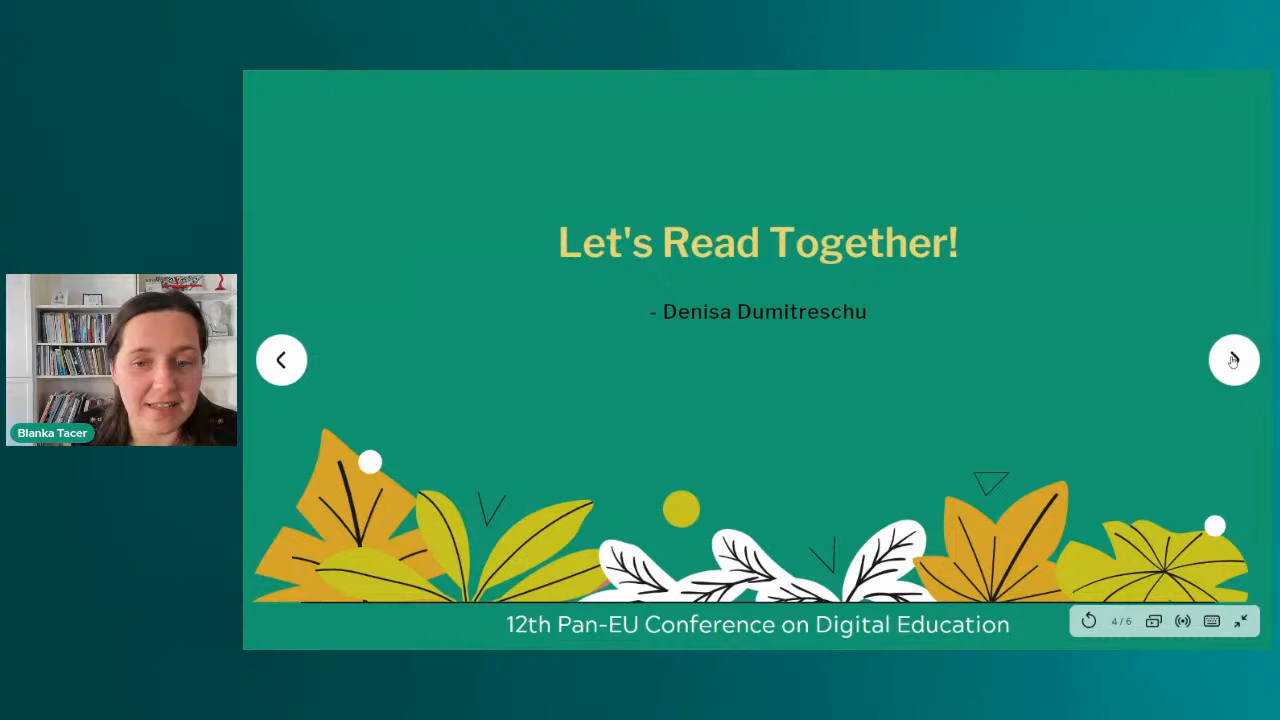 Let's Read Together!
- Denisa Dumitreschu
Blanka Tacer
12th Pan-EU Conference on Digital Education
4 / 6